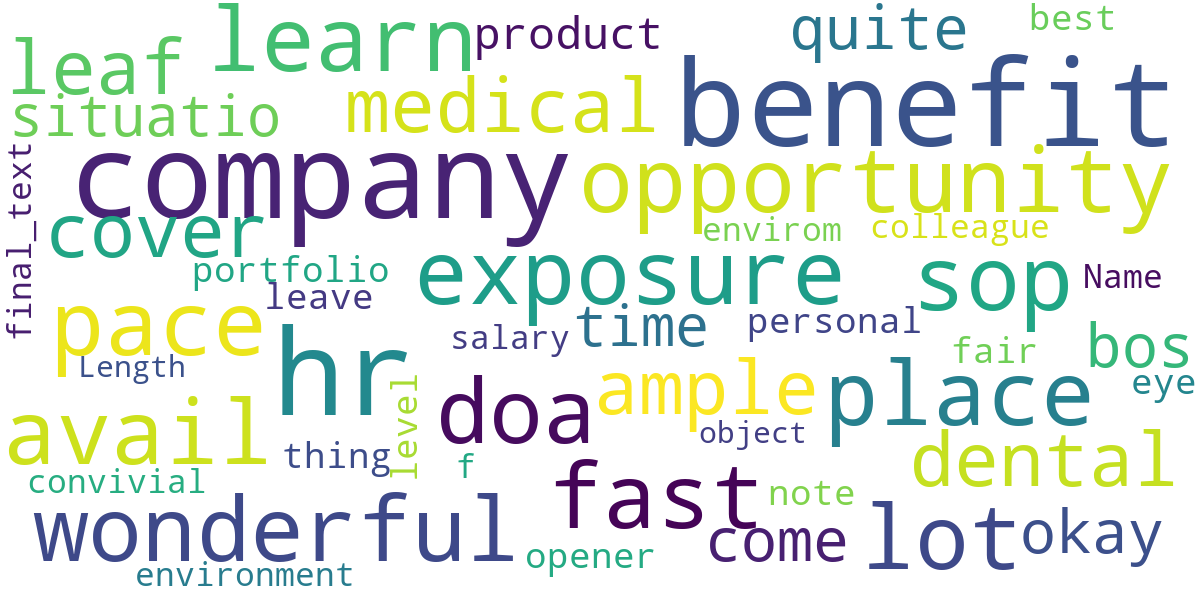 best
quite
product
learn
leaf
benefit
medical
situatio
company
opportunity
final_text
cover
envirom
colleague
portfolio
exposure
sop
Name
leave
pace
time
personal
salary
hr
fair
bos
Length
ample
place
eye
level
doa
object
avail
thing
dental
convivial
f
fast
note
wonderful
come
lot
okay
opener
environment